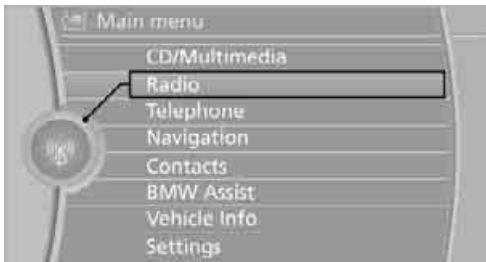 Main menu
CD/Multimedia
Radio
Telephone
Navigation
Contacts
BMW Assist
Vehicle Info
Settings